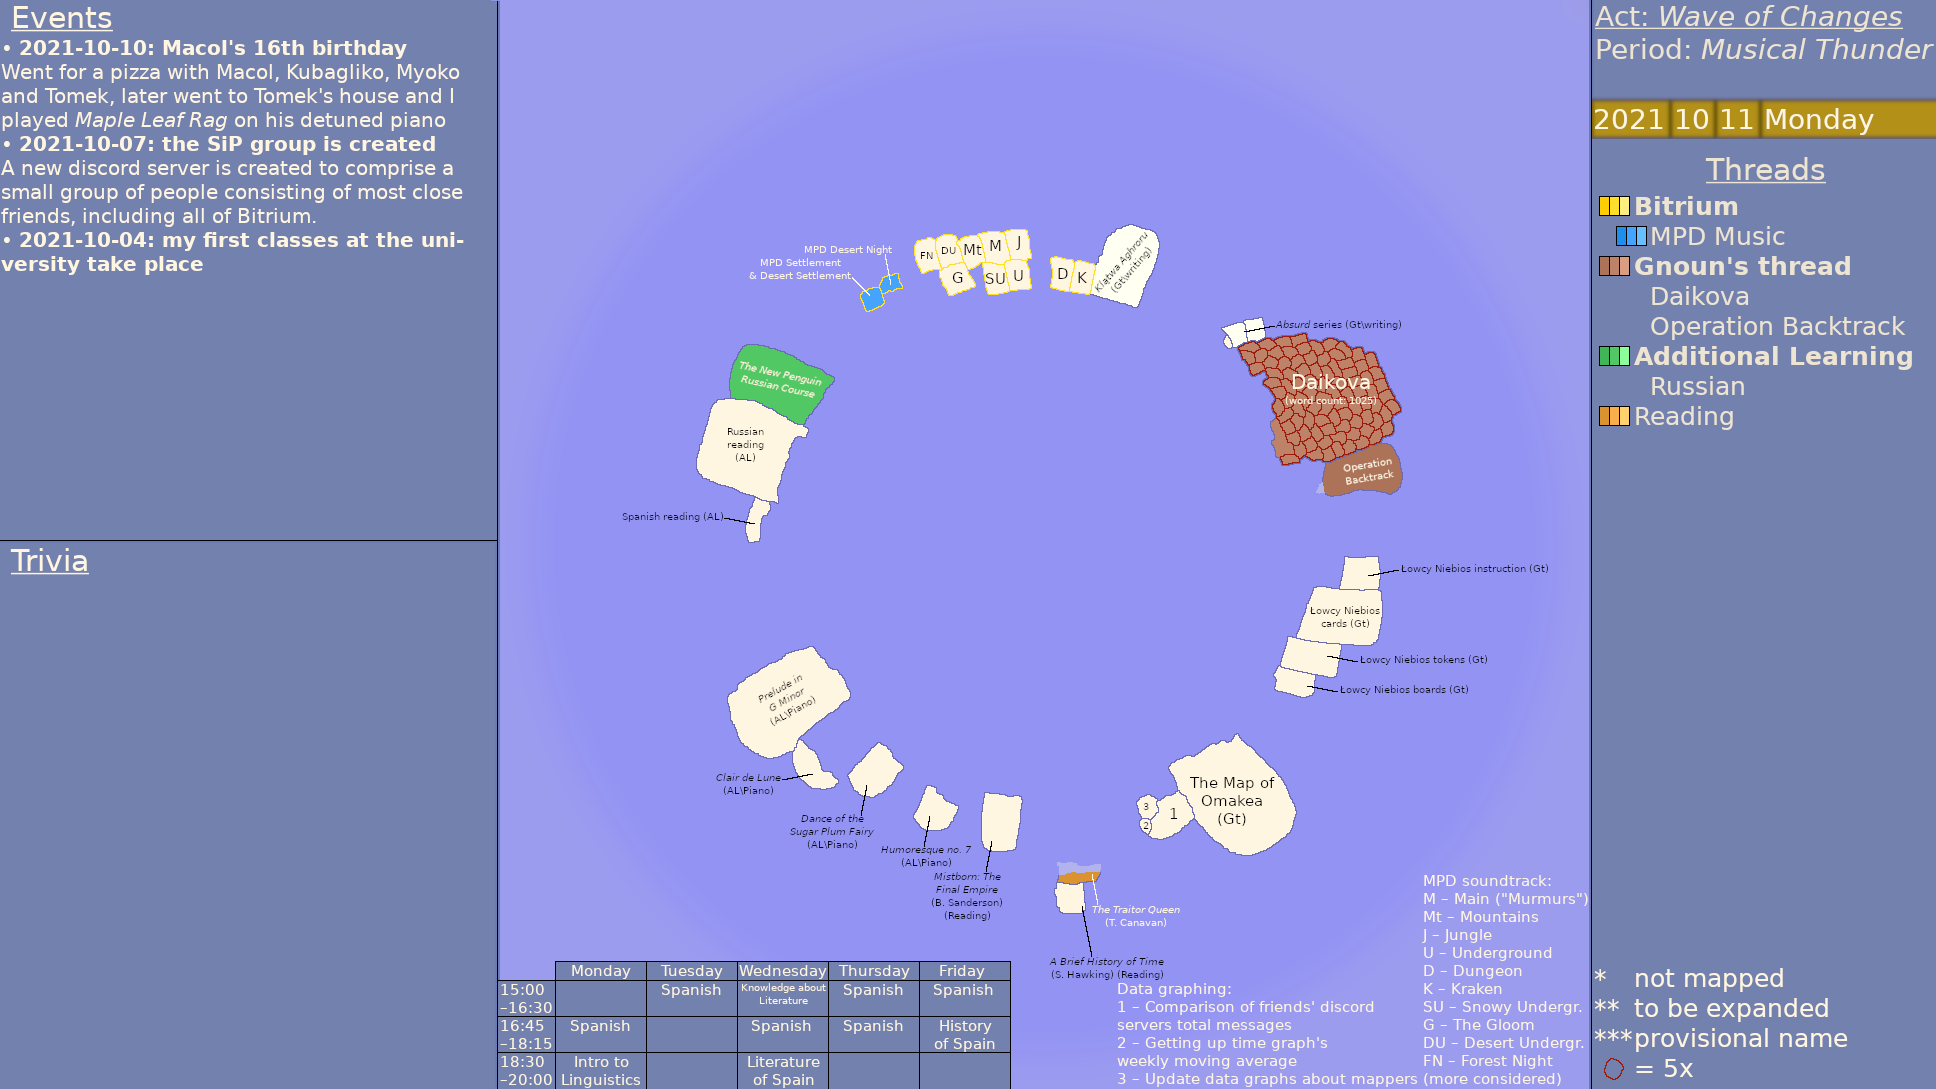 Events
• 2021-10-10: Macol's 16th birthday
Went for a pizza with Macol, Kubagliko, Myoko
and Tomek, later went to Tomek's house and I
played Maple Leaf Rag on his detuned piano
• 2021-10-07: the SiP group is created
A new discord server is created to comprise a
small group of people consisting of most close
friends, including all of Bitrium.
• 2021-10-04: my first classes at the uni-
versity take place
Trivia
MPD Desert Night
MPD Settlement
& Desert Settlement
FN
DU
Mt
M
J
G
SU
U
D
K
Klątwa Aghroru
(Gt\writing)
Absurd series (Gt\writing)
Daikova
(word count: 1025)
Operation
Backtrack
The New Penguin
Russian Course
Russian
reading
(AL)
Spanish reading (AL)
Łowcy Niebios instruction (Gt)
Łowcy Niebios
cards (Gt)
Łowcy Niebios tokens (Gt)
Łowcy Niebios boards (Gt)
Prelude in
G Minor
(AL\Piano)
Clair de Lune
(AL\Piano)
Dance of the
Sugar Plum Fairy
(AL\Piano)
Humoresque no. 7
(AL\Piano)
Mistborn: The
Final Empire
(B. Sanderson)
(Reading)
The Map of
Omakea
(Gt)
1
2
3
The Traitor Queen
(T. Canavan)
A Brief History of Time
(S. Hawking) (Reading)
Monday Tuesday Wednesday Thursday Friday
15:00
–16:30
Spanish
Knowledge about
Literature
Spanish
Spanish
16:45
–18:15
Spanish
Spanish
Spanish
History
of Spain
18:30
–20:00
Intro to
Linguistics
Literature
of Spain
Data graphing:
1 – Comparison of friends' discord
servers total messages
2 – Getting up time graph's
weekly moving average
3 – Update data graphs about mappers
MPD soundtrack:
M – Main ("Murmurs")
Mt – Mountains
J – Jungle
U – Underground
D – Dungeon
K – Kraken
SU – Snowy Undergr.
G – The Gloom
DU – Desert Undergr.
FN – Forest Night
(more considered)
Act: Wave of Changes
Period: Musical Thunder
2021 10 11 Monday
Threads
Bitrium
MPD Music
Gnoun's thread
Daikova
Operation Backtrack
Additional Learning
Russian
Reading
* not mapped
** to be expanded
*** provisional name
= 5x